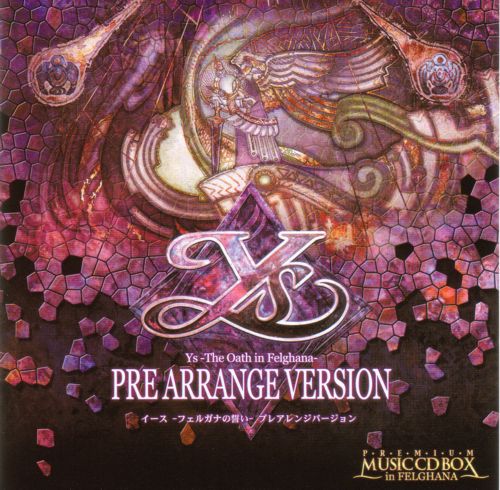 Ys
Ys -The Oath in Felghana-
PRE ARRANGE VERSION
イース -フェルガナの誓い- プレアレンジバージョン
P・R・E・M・I・U・M
MUSIC CD BOX
in FELGHANA